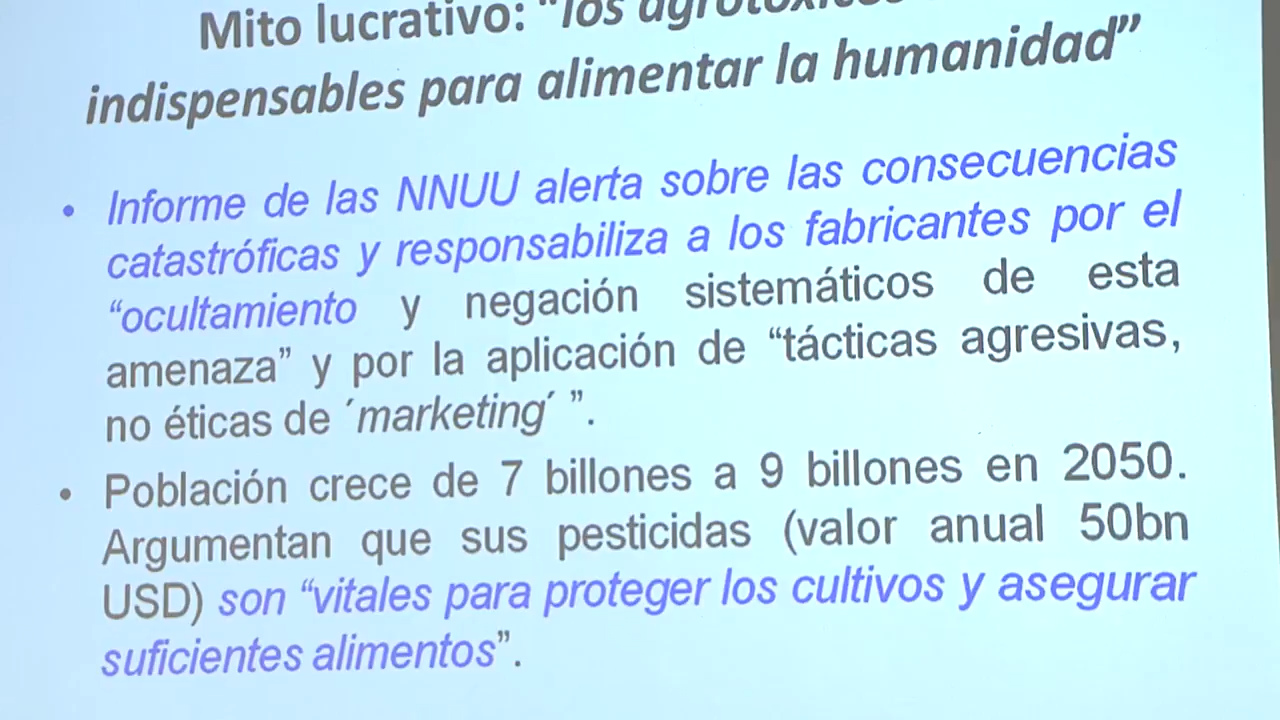 Mito lucrativo: "los agrotóxicos
indispensables para alimentar la humanidad"
• Informe de las NNUU alerta sobre las consecuencias
catastróficas y responsabiliza a los fabricantes por el
"ocultamiento y negación sistemáticos de esta
amenaza" y por la aplicación de "tácticas agresivas,
no éticas de ´marketing´ ".
• Población crece de 7 billones a 9 billones en 2050.
Argumentan que sus pesticidas (valor anual 50bn
USD) son "vitales para proteger los cultivos y asegurar
suficientes alimentos".